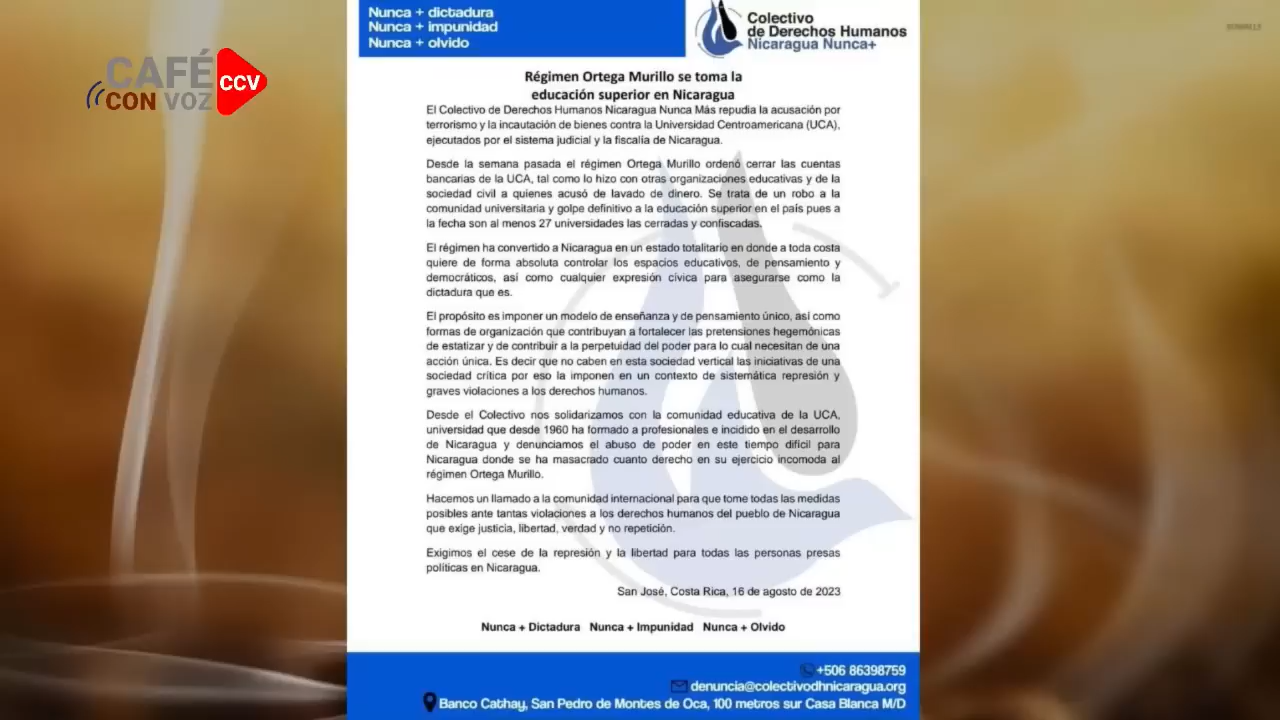 Nunca + dictadura
Nunca + impunidad
Nunca + olvido
Colectivo
de Derechos Humanos
Nicaragua Nunca+
CAFÉ
CON VOZ
CCV
Régimen Ortega Murillo se toma la
educación superior en Nicaragua
El Colectivo de Derechos Humanos Nicaragua Nunca Más repudia la acusación por
terrorismo y la incautación de bienes contra la Universidad Centroamericana (UCA),
ejecutados por el sistema judicial y la fiscalía de Nicaragua.
Desde la semana pasada el régimen Ortega Murillo ordenó cerrar las cuentas
bancarias de la UCA, tal como lo hizo con otras organizaciones educativas y de la
sociedad civil a quienes acusó de lavado de dinero. Se trata de un robo a la
comunidad universitaria y golpe definitivo a la educación superior en el país pues a
la fecha son al menos 27 universidades las cerradas y confiscadas.
El régimen ha convertido a Nicaragua en un estado totalitario en donde a toda costa
quiere de forma absoluta controlar los espacios educativos, de pensamiento y
democráticos, así como cualquier expresión cívica para asegurarse como la
dictadura que es.
El propósito es imponer un modelo de enseñanza y de pensamiento único, así como
formas de organización que contribuyan a fortalecer las pretensiones hegemónicas
de estatizar y de contribuir a la perpetuidad del poder para lo cual necesitan de una
acción única. Es decir que no caben en esta sociedad vertical las iniciativas de una
sociedad crítica por eso la imponen en un contexto de sistemática represión y
graves violaciones a los derechos humanos.
Desde el Colectivo nos solidarizamos con la comunidad educativa de la UCA,
universidad que desde 1960 ha formado a profesionales e incidido en el desarrollo
de Nicaragua y denunciamos el abuso de poder en este tiempo difícil para
Nicaragua donde se ha masacrado cuanto derecho en su ejercicio incomoda al
régimen Ortega Murillo.
Hacemos un llamado a la comunidad internacional para que tome todas las medidas
posibles ante tantas violaciones a los derechos humanos del pueblo de Nicaragua
que exige justicia, libertad, verdad y no repetición.
Exigimos el cese de la represión y la libertad para todas las personas presas
políticas en Nicaragua.
San José, Costa Rica, 16 de agosto de 2023
Nunca + Dictadura Nunca + Impunidad Nunca + Olvido
+506 86398759
denuncia@colectivodhnicaragua.org
Banco Cathay, San Pedro de Montes de Oca, 100 metros sur Casa Blanca M/D